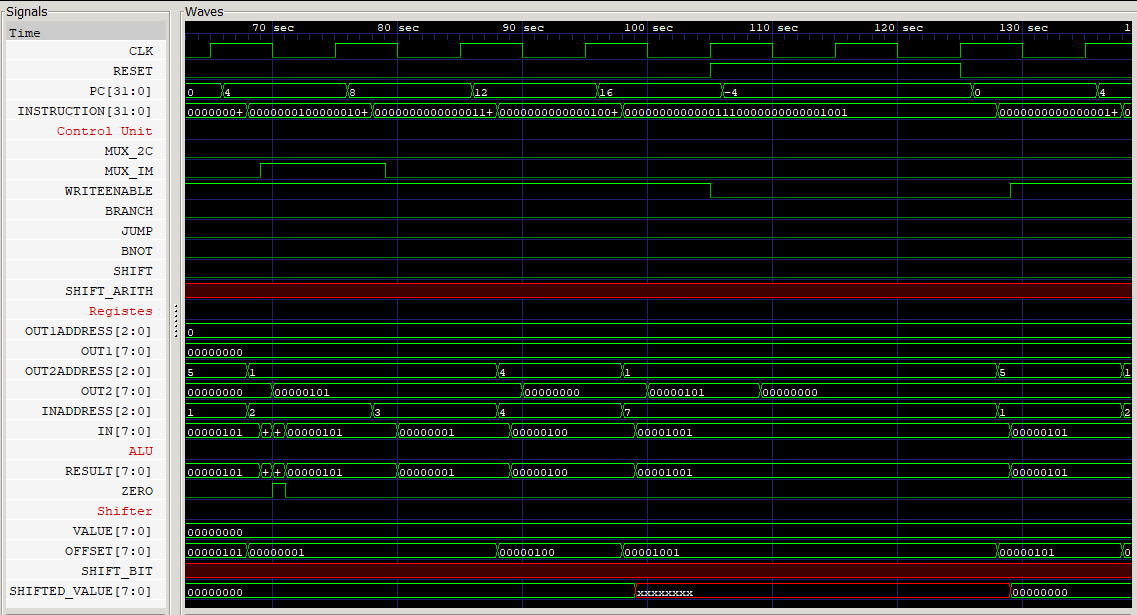 Signals
Waves
Time
70 sec 80 sec 90 sec 100 sec 110 sec 120 sec 130 sec 1
CLK
RESET
PC[31:0] 0 4 8 12 16 -4 0 4
INSTRUCTION[31:0] 0000000+ 0000000100000010+ 0000000000000011+ 0000000000000100+ 00000000000001110000000000001001 0000000000000001+ 0
Control Unit
MUX_2C
MUX_IM
WRITEENABLE
BRANCH
JUMP
BNOT
SHIFT
SHIFT_ARITH
Registes
OUT1ADDRESS[2:0] 0
OUT1[7:0] 00000000
OUT2ADDRESS[2:0] 5 1 4 1 5 1
OUT2[7:0] 00000000 00000101 00000000 00000101 00000000
INADDRESS[2:0] 1 2 3 4 7 1 2
IN[7:0] 00000101 + + 00000101 00000001 00000100 00001001 00000101
ALU
RESULT[7:0] 00000101 + + 00000101 00000001 00000100 00001001 00000101
ZERO
Shifter
VALUE[7:0] 00000000
OFFSET[7:0] 00000101 00000001 00000100 00001001 00000101 0
SHIFT_BIT
SHIFTED_VALUE[7:0] 00000000 xxxxxxxx 00000000